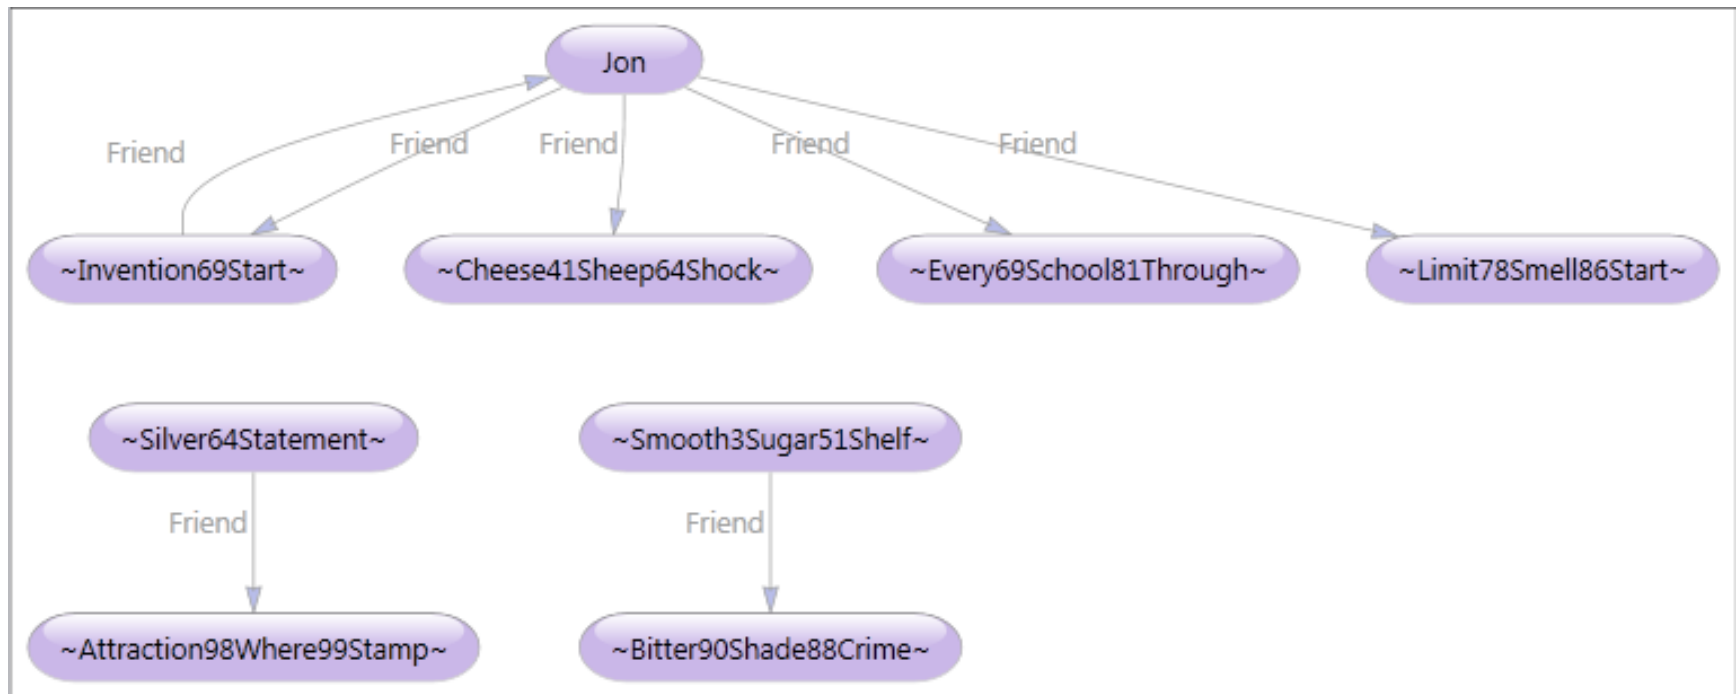 Jon
Friend Friend Friend Friend Friend
~Invention69Start~ ~Cheese41Sheep64Shock~ ~Every69School81Through~ ~Limit78Smell86Start~
~Silver64Statement~ ~Smooth3Sugar51Shelf~
Friend Friend
~Attraction98Where99Stamp~ ~Bitter90Shade88Crime~